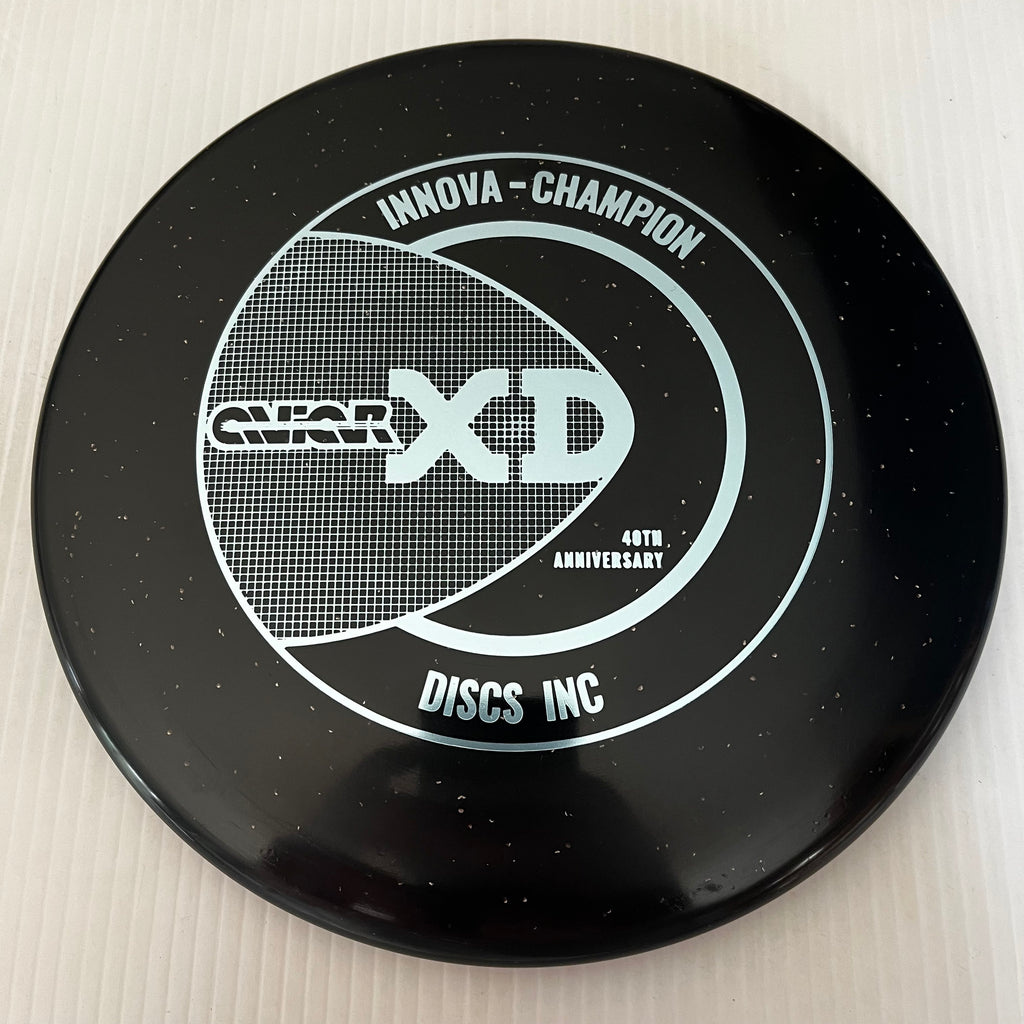 INNOVA - CHAMPION
AVIAR XD
40TH
ANNIVERSARY
DISCS INC